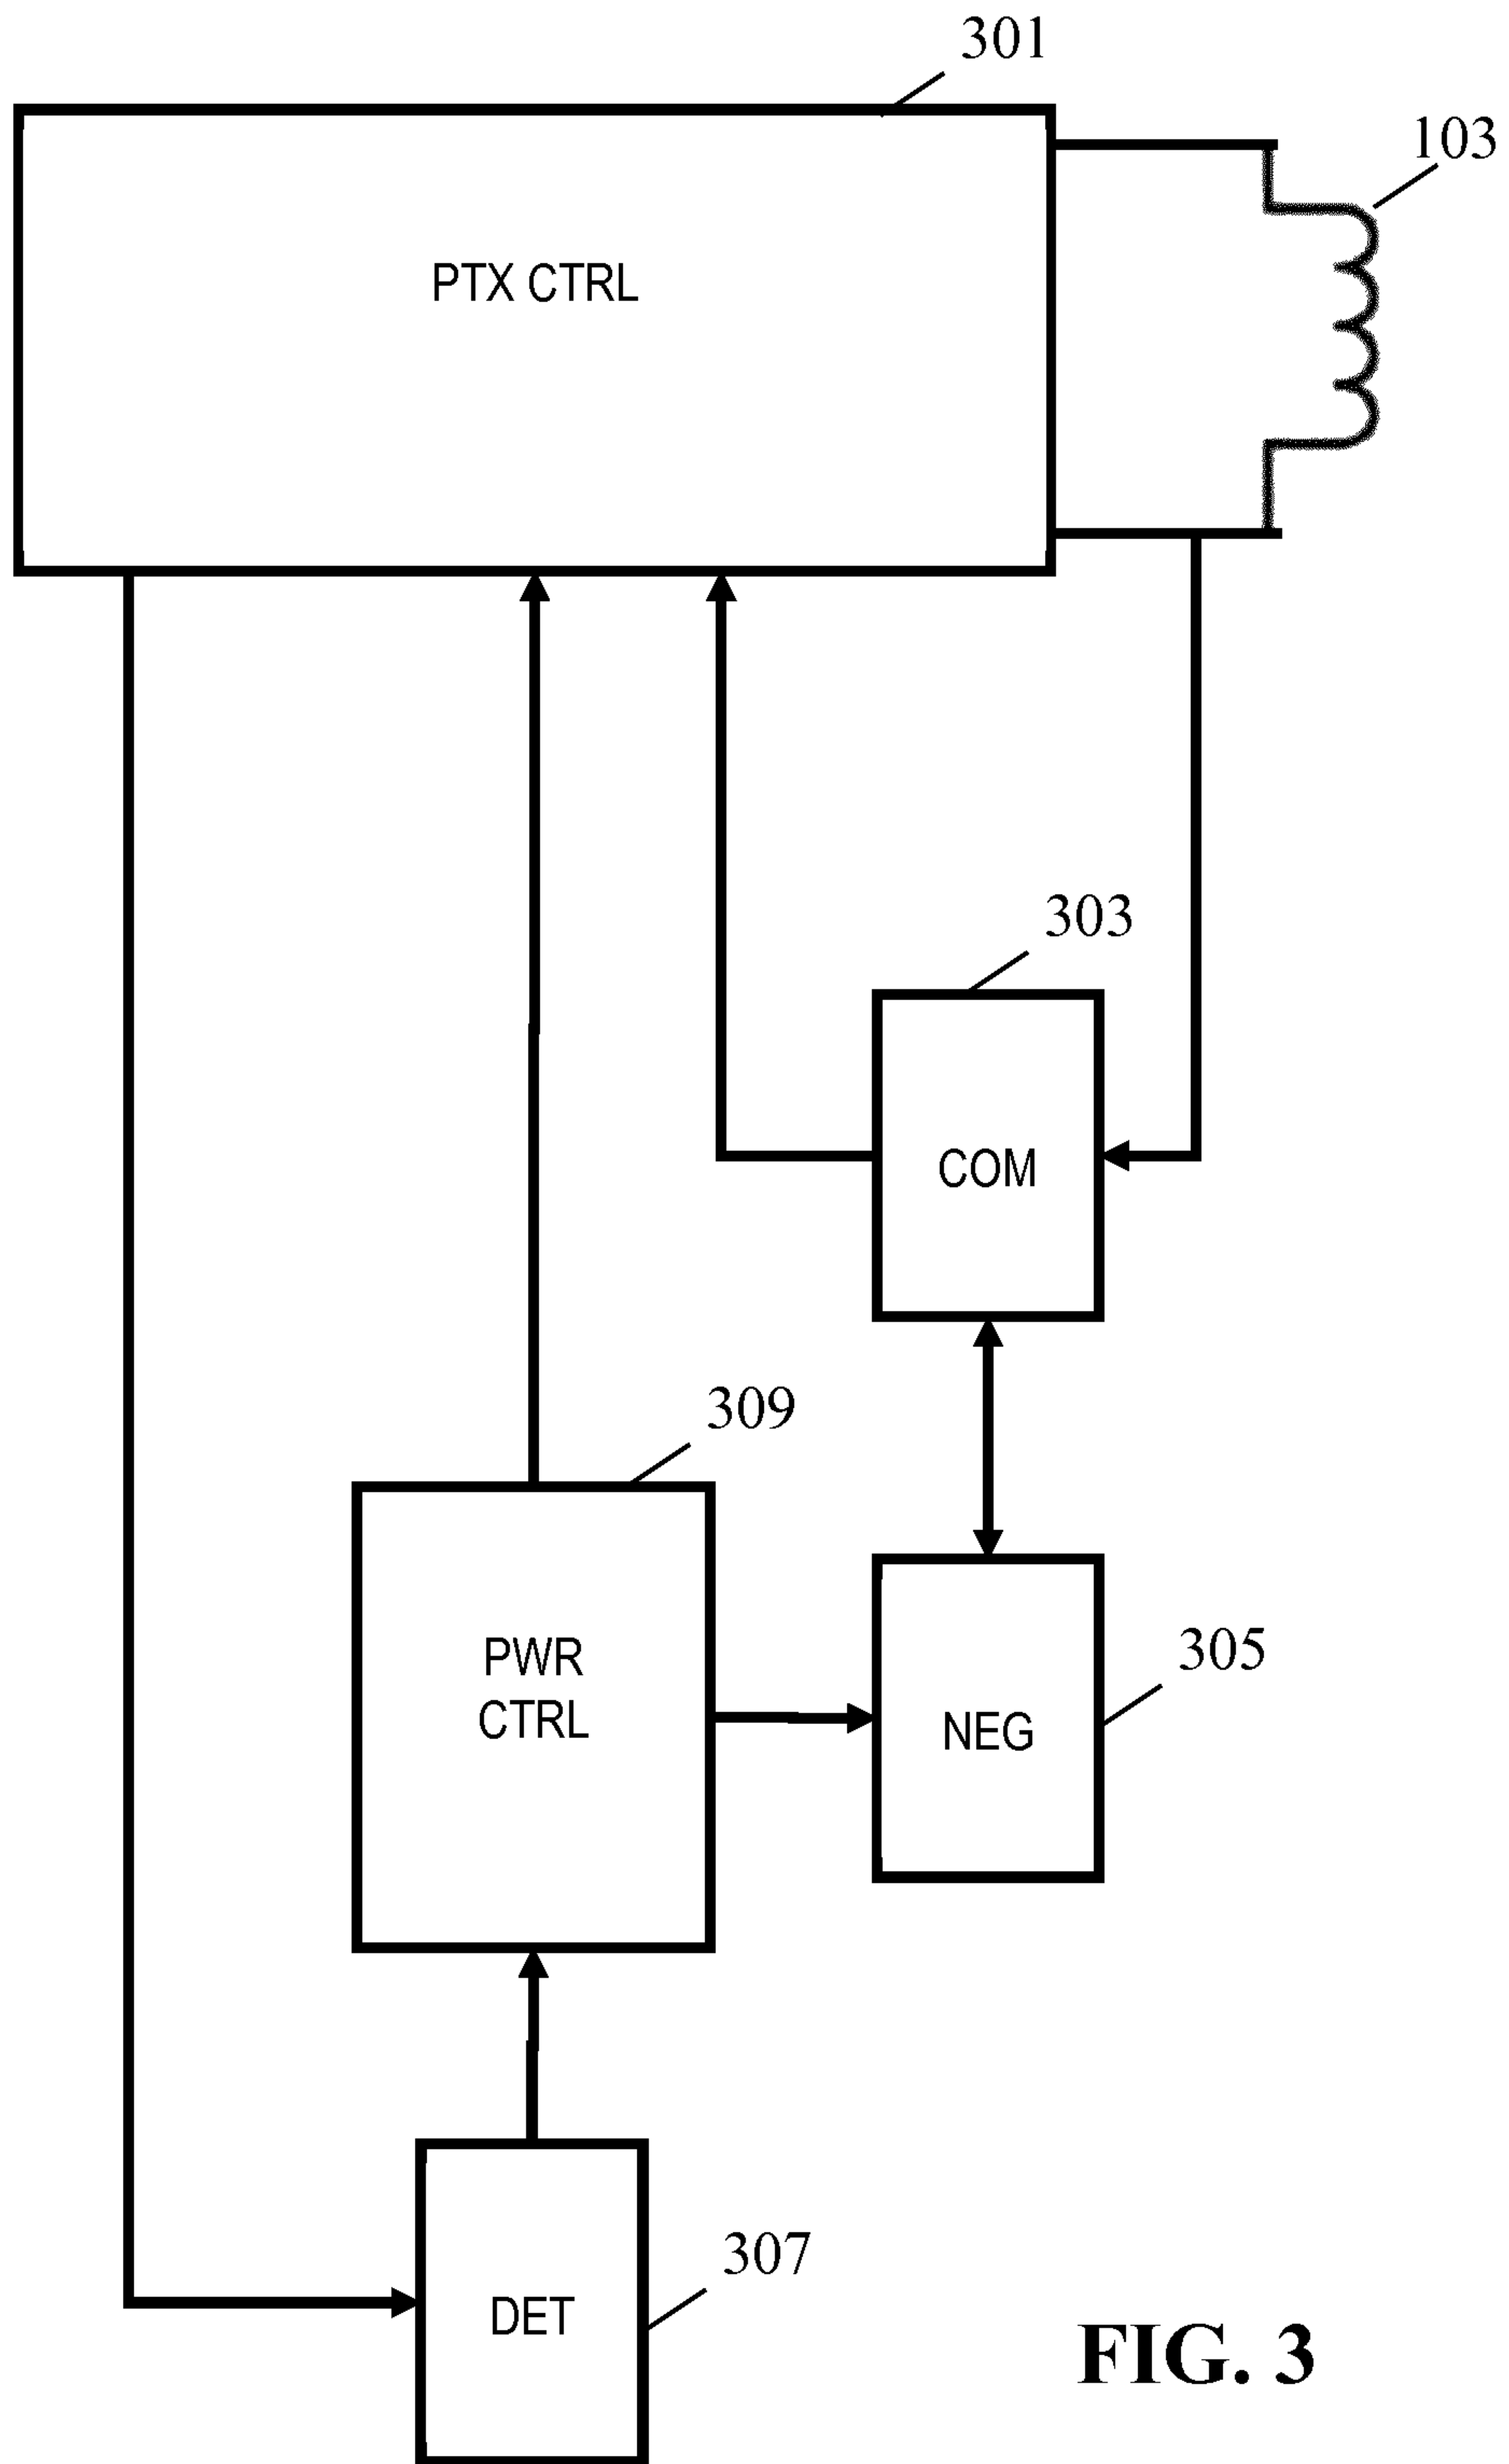 301
103
PTX CTRL
303
COM
309
PWR
CTRL
305
NEG
307
DET
FIG. 3